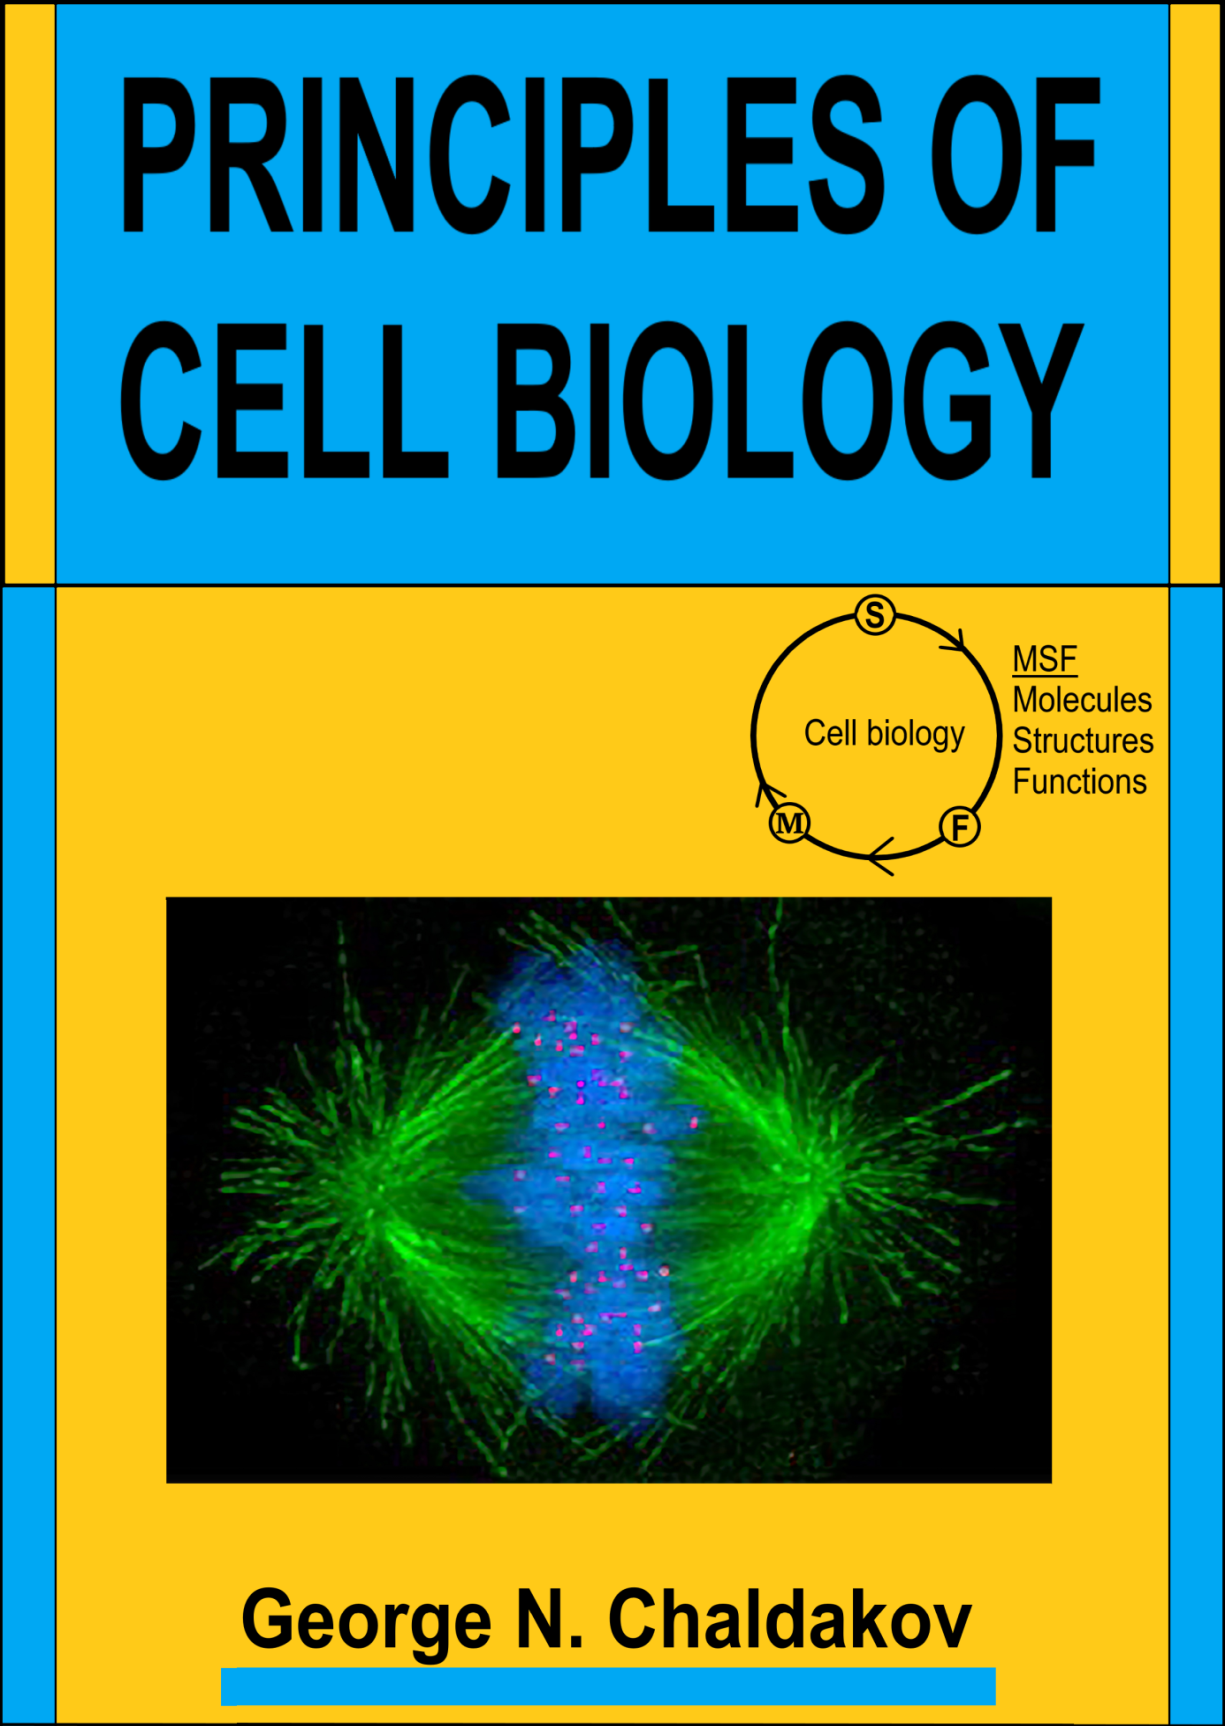 PRINCIPLES OF
CELL BIOLOGY
S
MSF
Molecules
Cell biology
Structures
Functions
M
F
George N. Chaldakov